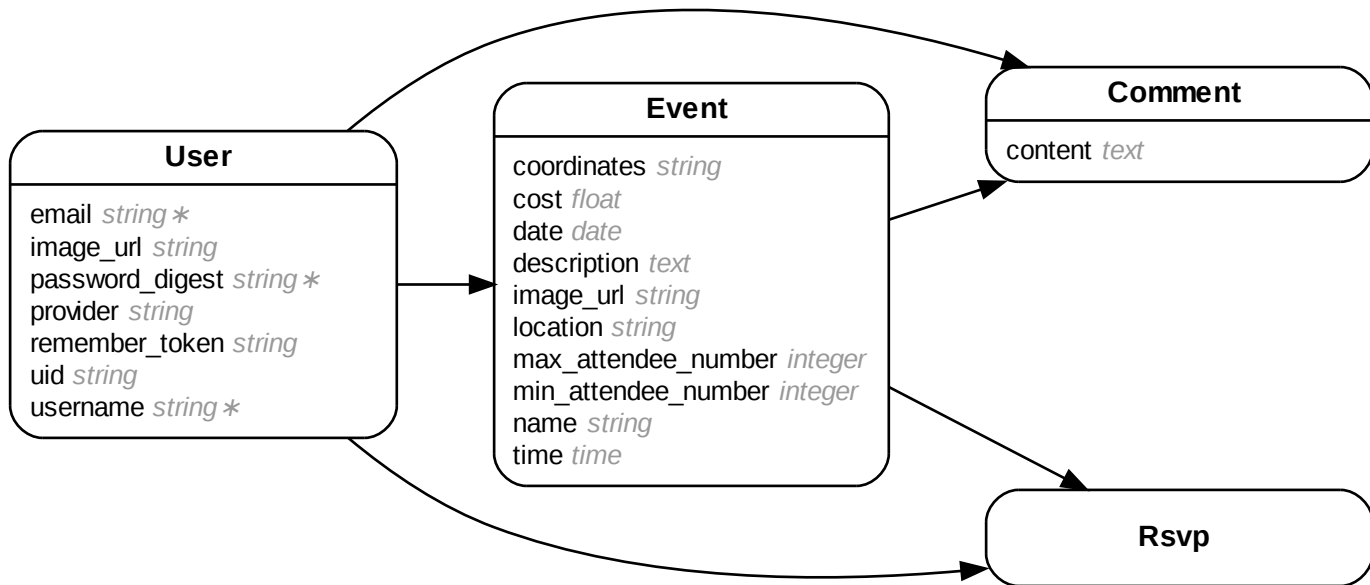 User
email string∗
image_url string
password_digest string∗
provider string
remember_token string
uid string
username string∗
Event
coordinates string
cost float
date date
description text
image_url string
location string
max_attendee_number integer
min_attendee_number integer
name string
time time
Comment
content text
Rsvp